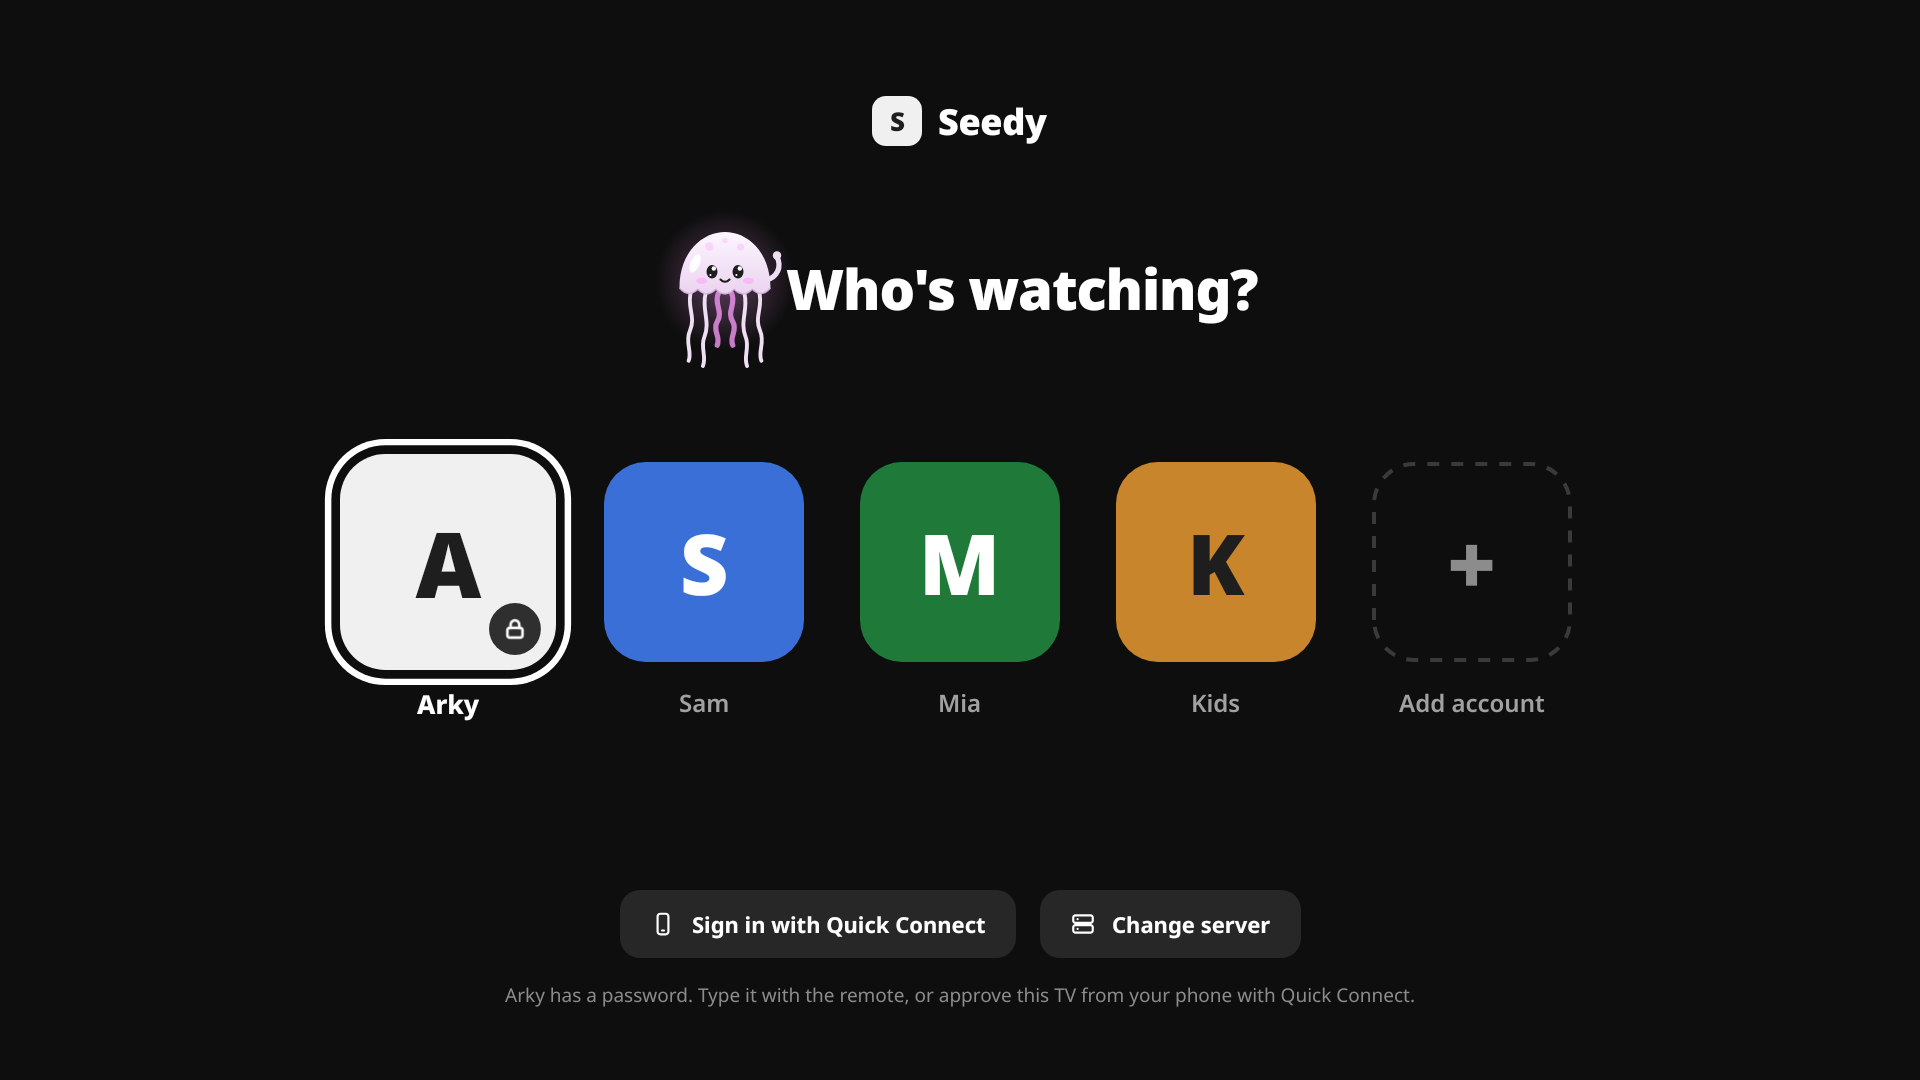 S Seedy
Who's watching?
A S M K +
Arky Sam Mia Kids Add account
Sign in with Quick Connect Change server
Arky has a password. Type it with the remote, or approve this TV from your phone with Quick Connect.